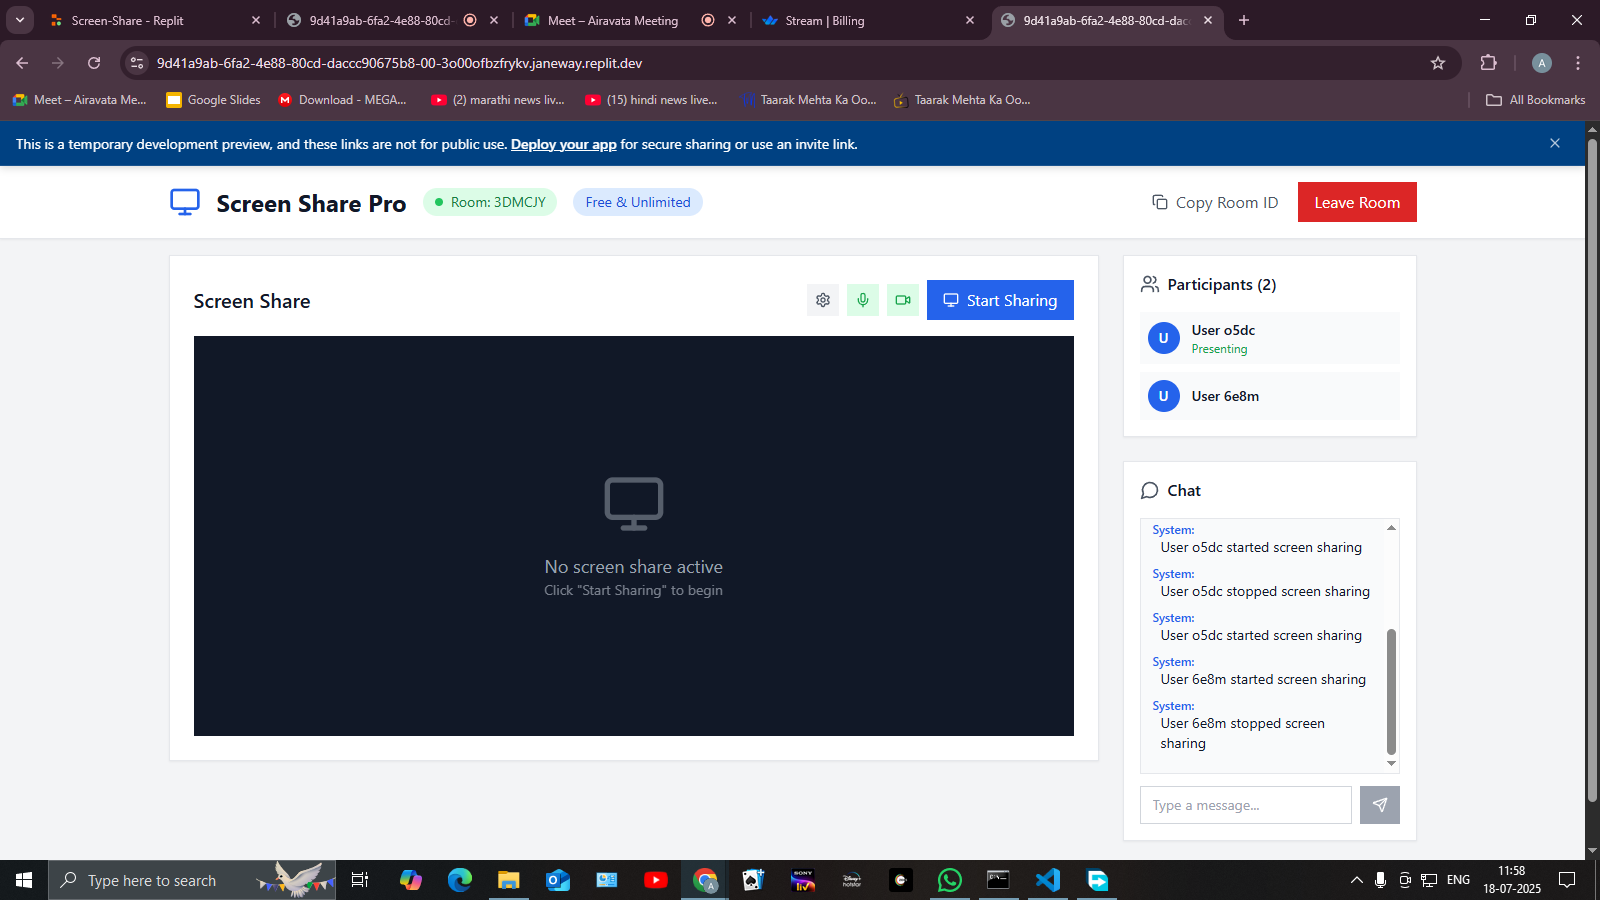 Screen-Share - Replit
9d41a9ab-6fa2-4e88-80cd-
Meet – Airavata Meeting
Stream | Billing
9d41a9ab-6fa2-4e88-80cd-dacc
9d41a9ab-6fa2-4e88-80cd-daccc90675b8-00-3o00ofbzfrykv.janeway.replit.dev
A
Meet – Airavata Me...
Google Slides
Download - MEGA...
(2) marathi news liv...
(15) hindi news live...
Taarak Mehta Ka Oo...
Taarak Mehta Ka Oo...
All Bookmarks
This is a temporary development preview, and these links are not for public use. Deploy your app for secure sharing or use an invite link.
Screen Share Pro
Room: 3DMCJY
Free & Unlimited
Copy Room ID
Leave Room
Screen Share
Start Sharing
No screen share active
Click "Start Sharing" to begin
Participants (2)
U
User o5dc
Presenting
U
User 6e8m
Chat
System:
User o5dc started screen sharing
System:
User o5dc stopped screen sharing
System:
User o5dc started screen sharing
System:
User 6e8m started screen sharing
System:
User 6e8m stopped screen
sharing
Type a message...
Type here to search
SONY
liv
hotstar
ENG
11:58
18-07-2025